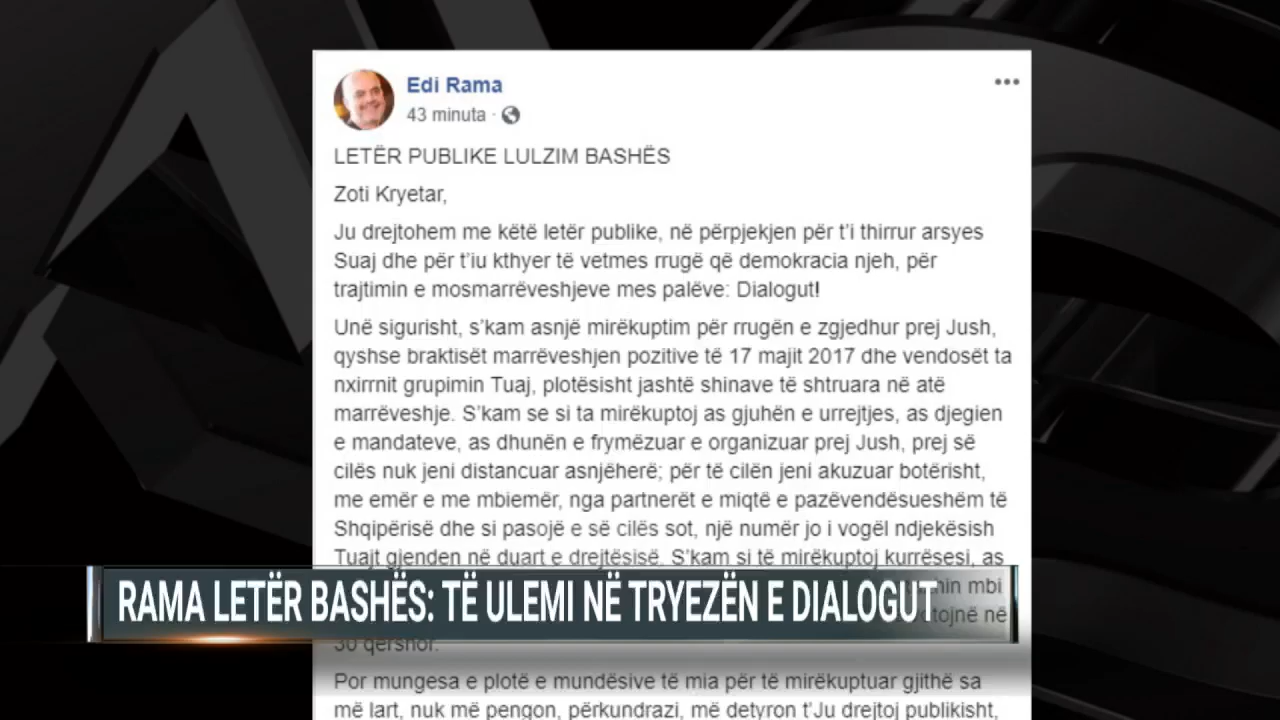 Edi Rama
43 minuta ·
LETËR PUBLIKE LULZIM BASHËS
Zoti Kryetar,
Ju drejtohem me këtë letër publike, në përpjekjen për t'i thirrur arsyes
Suaj dhe për t'iu kthyer të vetmes rrugë që demokracia njeh, për
trajtimin e mosmarrëveshjeve mes palëve: Dialogut!
Unë sigurisht, s'kam asnjë mirëkuptim për rrugën e zgjedhur prej Jush,
qyshse braktisët marrëveshjen pozitive të 17 majit 2017 dhe vendosët ta
nxirrnit grupimin Tuaj, plotësisht jashtë shinave të shtruara në atë
marrëveshje. S'kam se si ta mirëkuptoj as gjuhën e urrejtjes, as djegien
e mandateve, as dhunën e frymëzuar e organizuar prej Jush, prej së
cilës nuk jeni distancuar asnjëherë; për të cilën jeni akuzuar botërisht,
me emër e me mbiemër, nga partnerët e miqtë e pazëvendësueshëm të
Shqipërisë dhe si pasojë e së cilës sot, një numër jo i vogël ndjekësish
Tuajt gjenden në duart e drejtësisë. S'kam si të mirëkuptoj kurrësesi, as
mbi
në
30 qershor.
RAMA LETËR BASHËS: TË ULEMI NË TRYEZËN E DIALOGUT
Por mungesa e plotë e mundësive të mia për të mirëkuptuar gjithë sa
më lart, nuk më pengon, përkundrazi, më detyron t'Ju drejtoj publikisht,